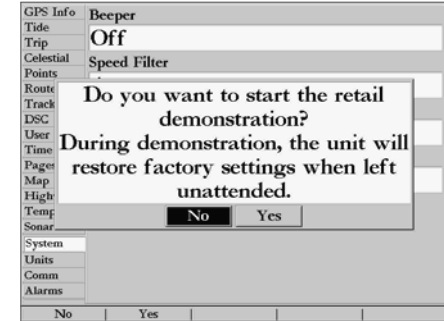 GPS Info
Tide
Trip
Celestial
Points
Route
Track
DSC
User
Time
Pages
Map
High
Temp
Sonar
System
Units
Comm
Alarms
Beeper
Off
Speed Filter
Do you want to start the retail
demonstration?
During demonstration, the unit will
restore factory settings when left
unattended.
No Yes
No Yes